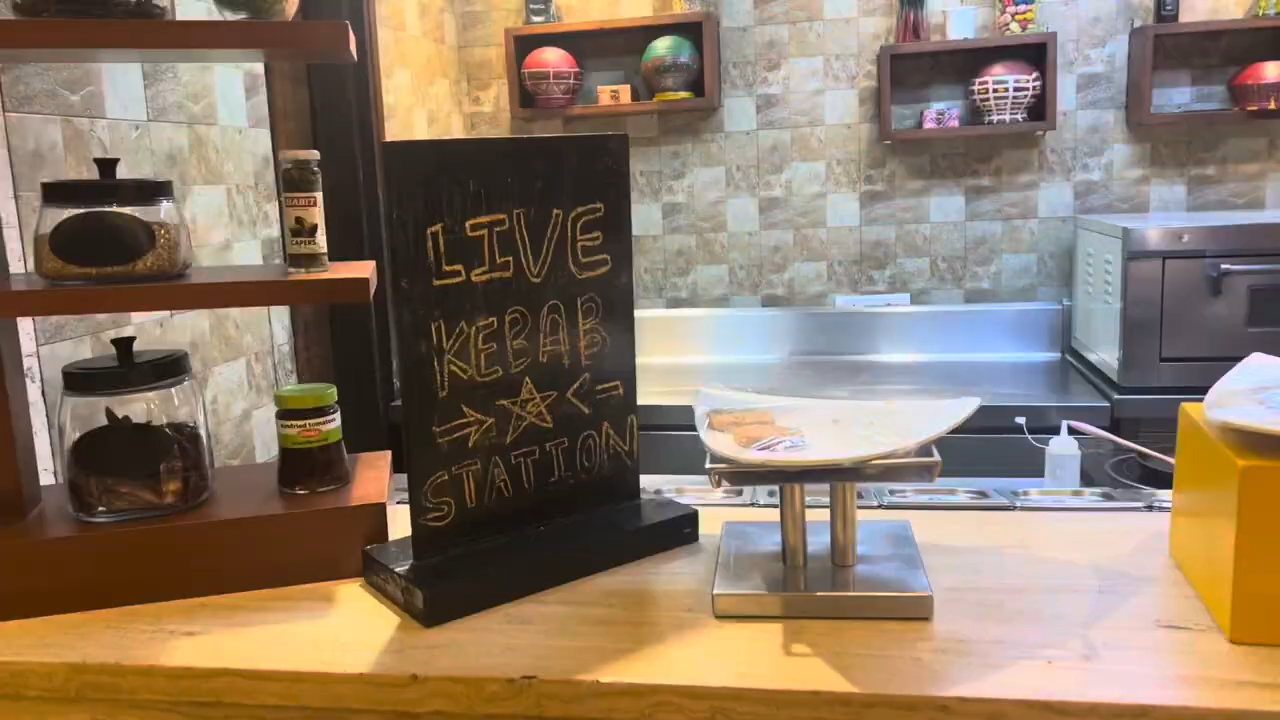 LIVE
KEBAB
STATION
HABIT
CAPERS
sundried tomatoes